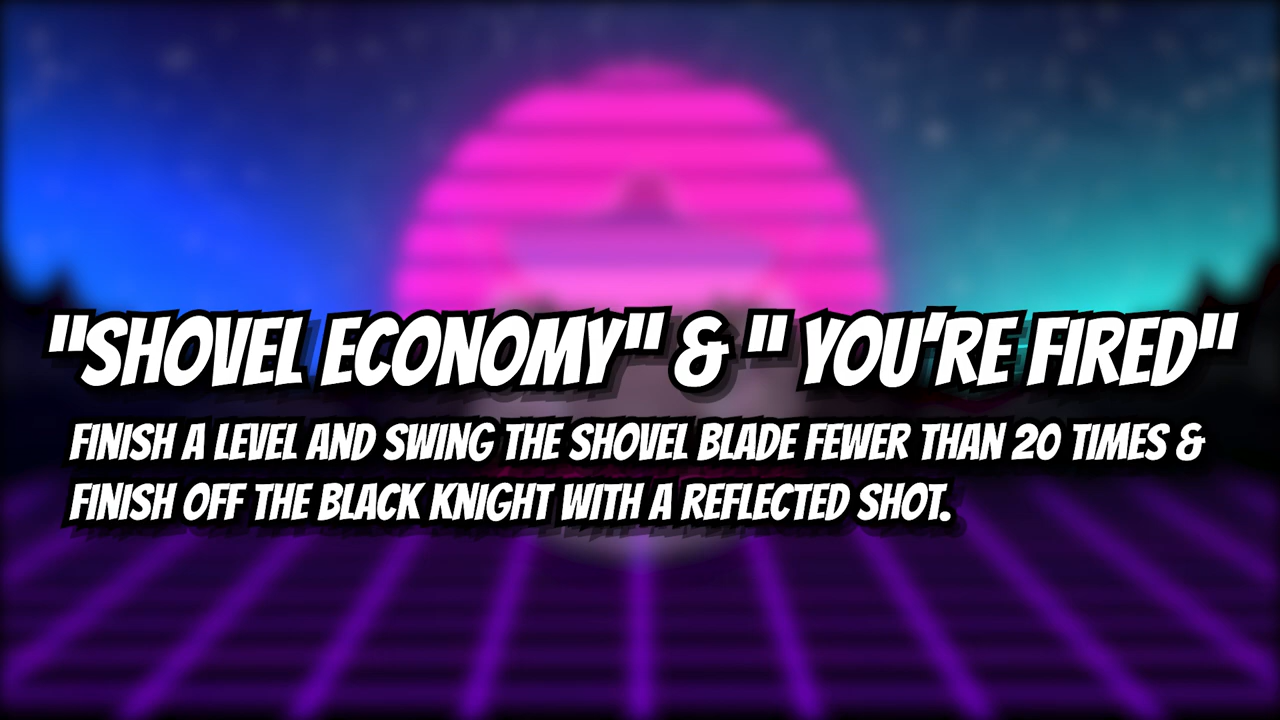 "SHOVEL ECONOMY" & " YOU'RE FIRED"
FINISH A LEVEL AND SWING THE SHOVEL BLADE FEWER THAN 20 TIMES &
FINISH OFF THE BLACK KNIGHT WITH A REFLECTED SHOT.